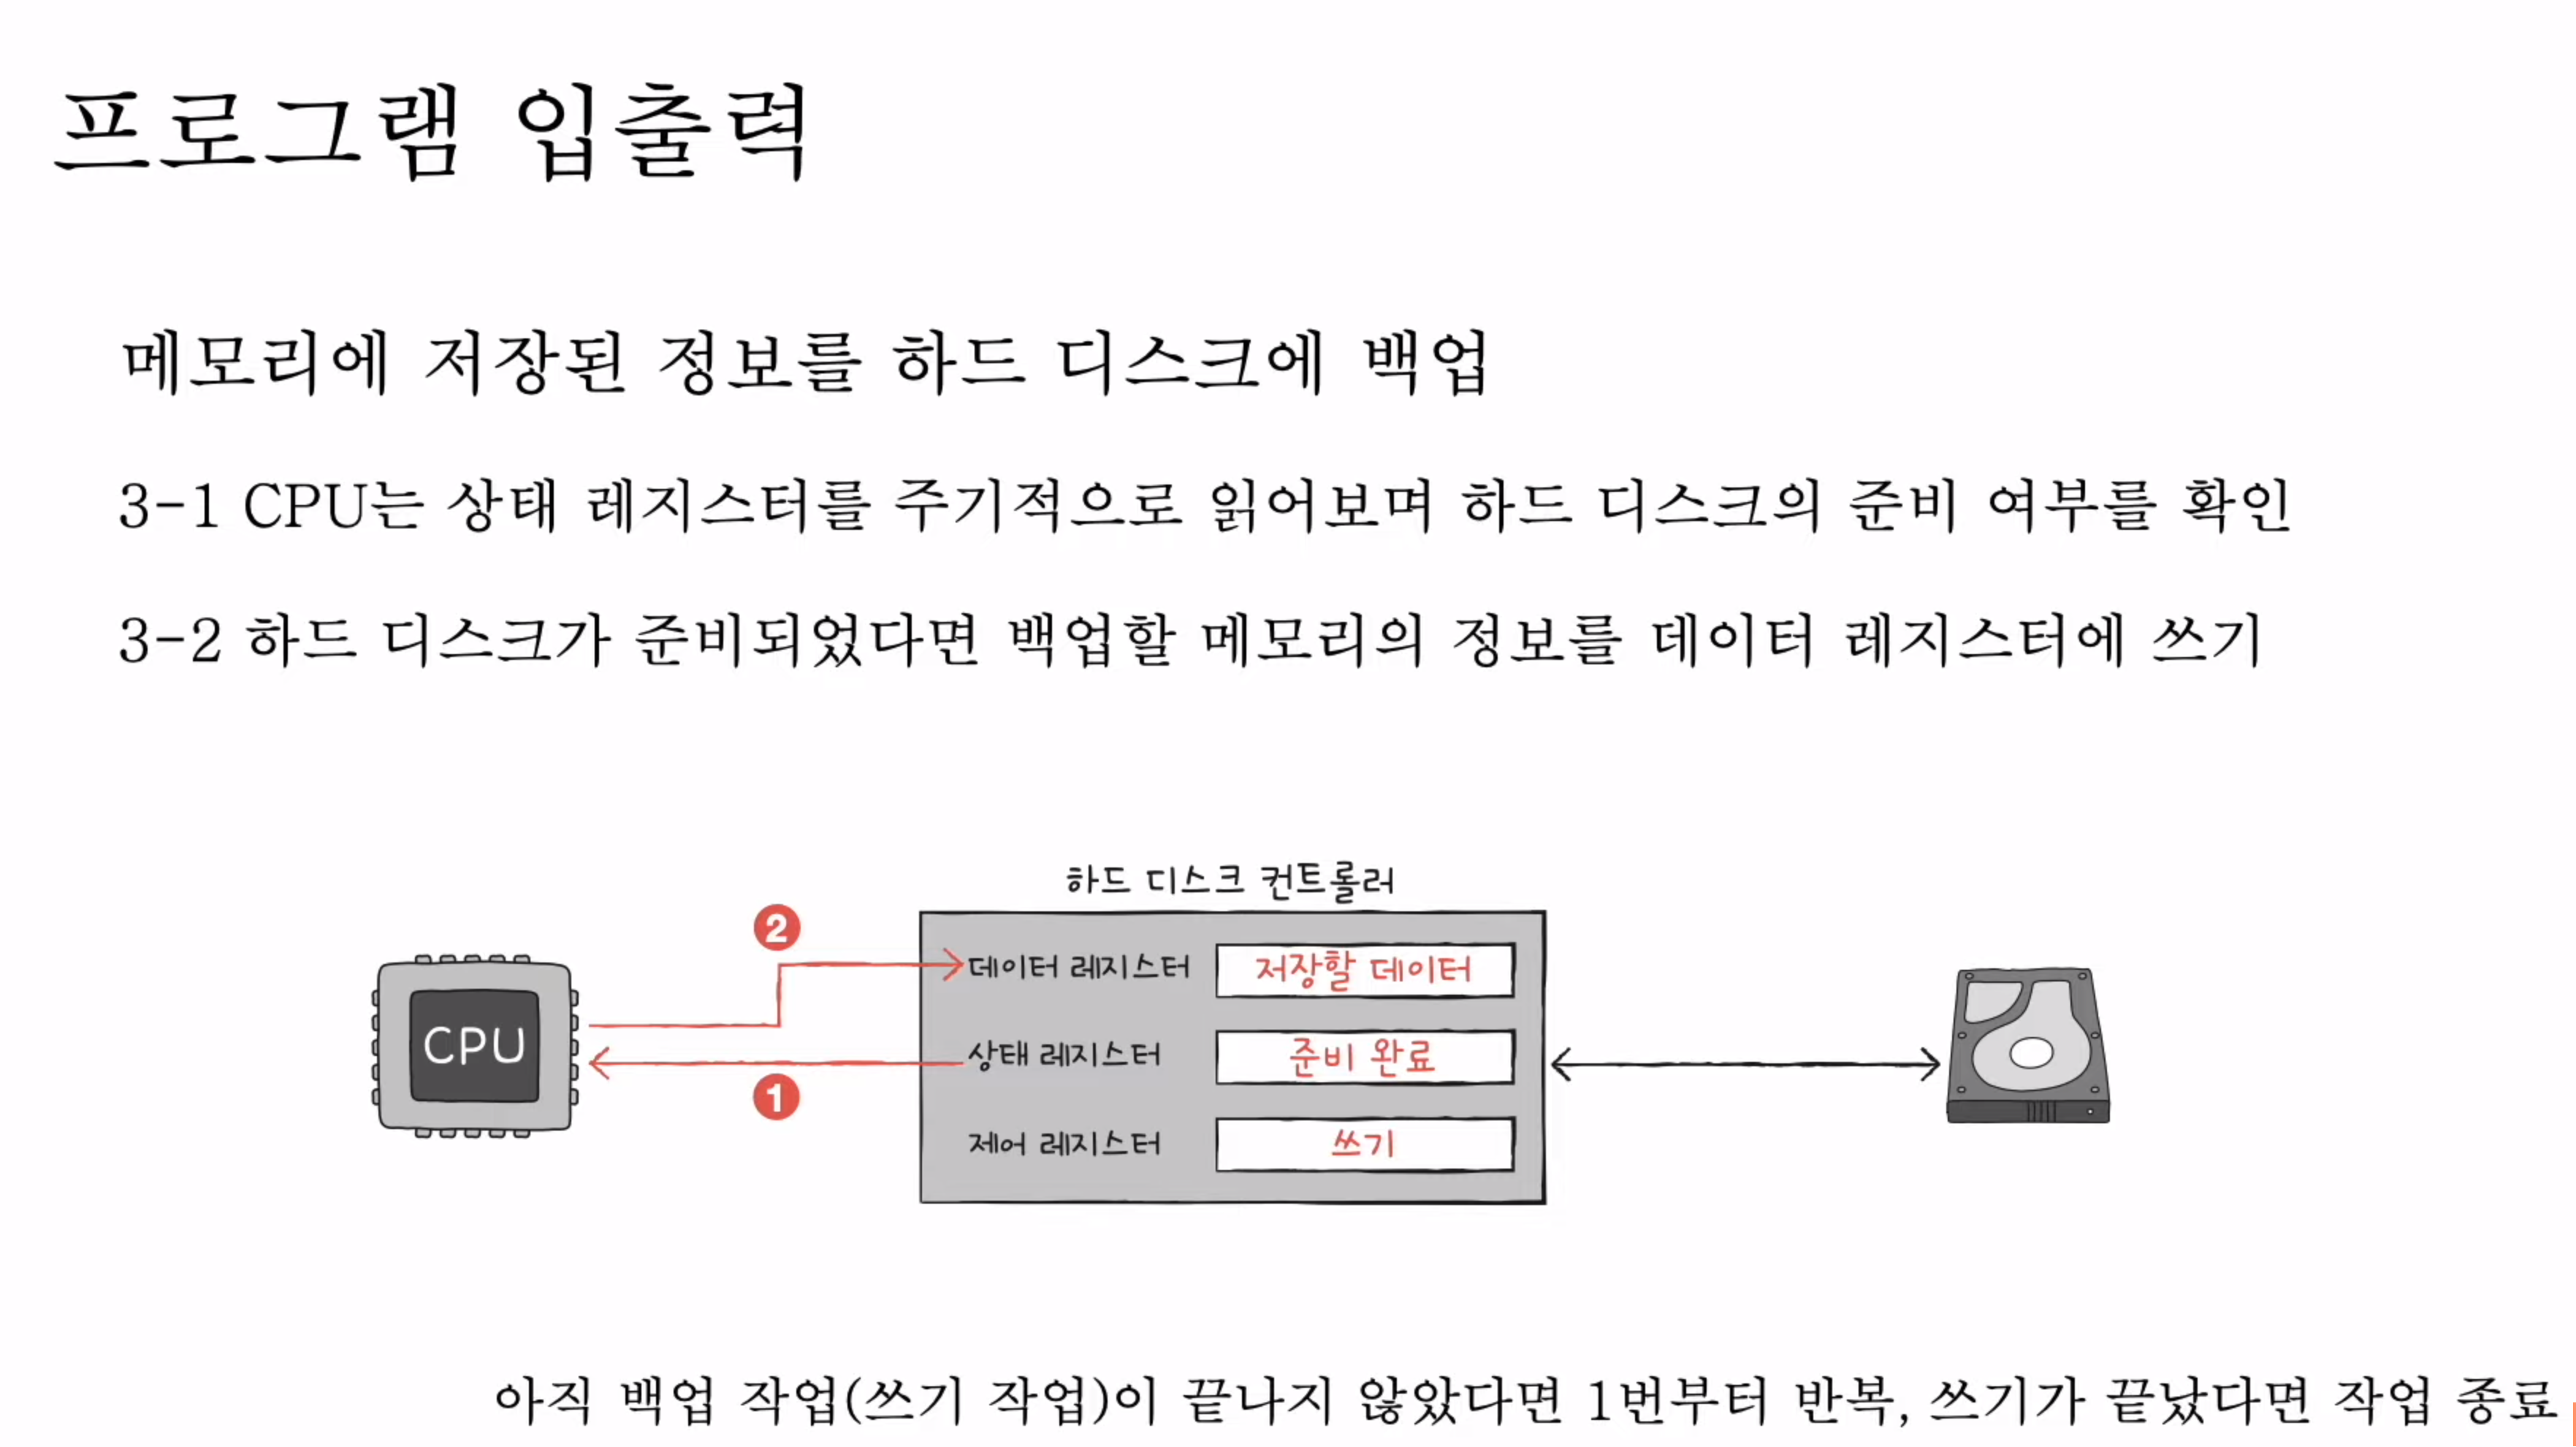 프로그램 입출력
메모리에 저장된 정보를 하드 디스크에 백업
3-1 CPU는 상태 레지스터를 주기적으로 읽어보며 하드 디스크의 준비 여부를 확인
3-2 하드 디스크가 준비되었다면 백업할 메모리의 정보를 데이터 레지스터에 쓰기
하드 디스크 컨트롤러
2
데이터 레지스터 저장할 데이터
CPU
상태 레지스터 준비 완료
1
제어 레지스터 쓰기
아직 백업 작업(쓰기 작업)이 끝나지 않았다면 1번부터 반복, 쓰기가 끝났다면 작업 종료